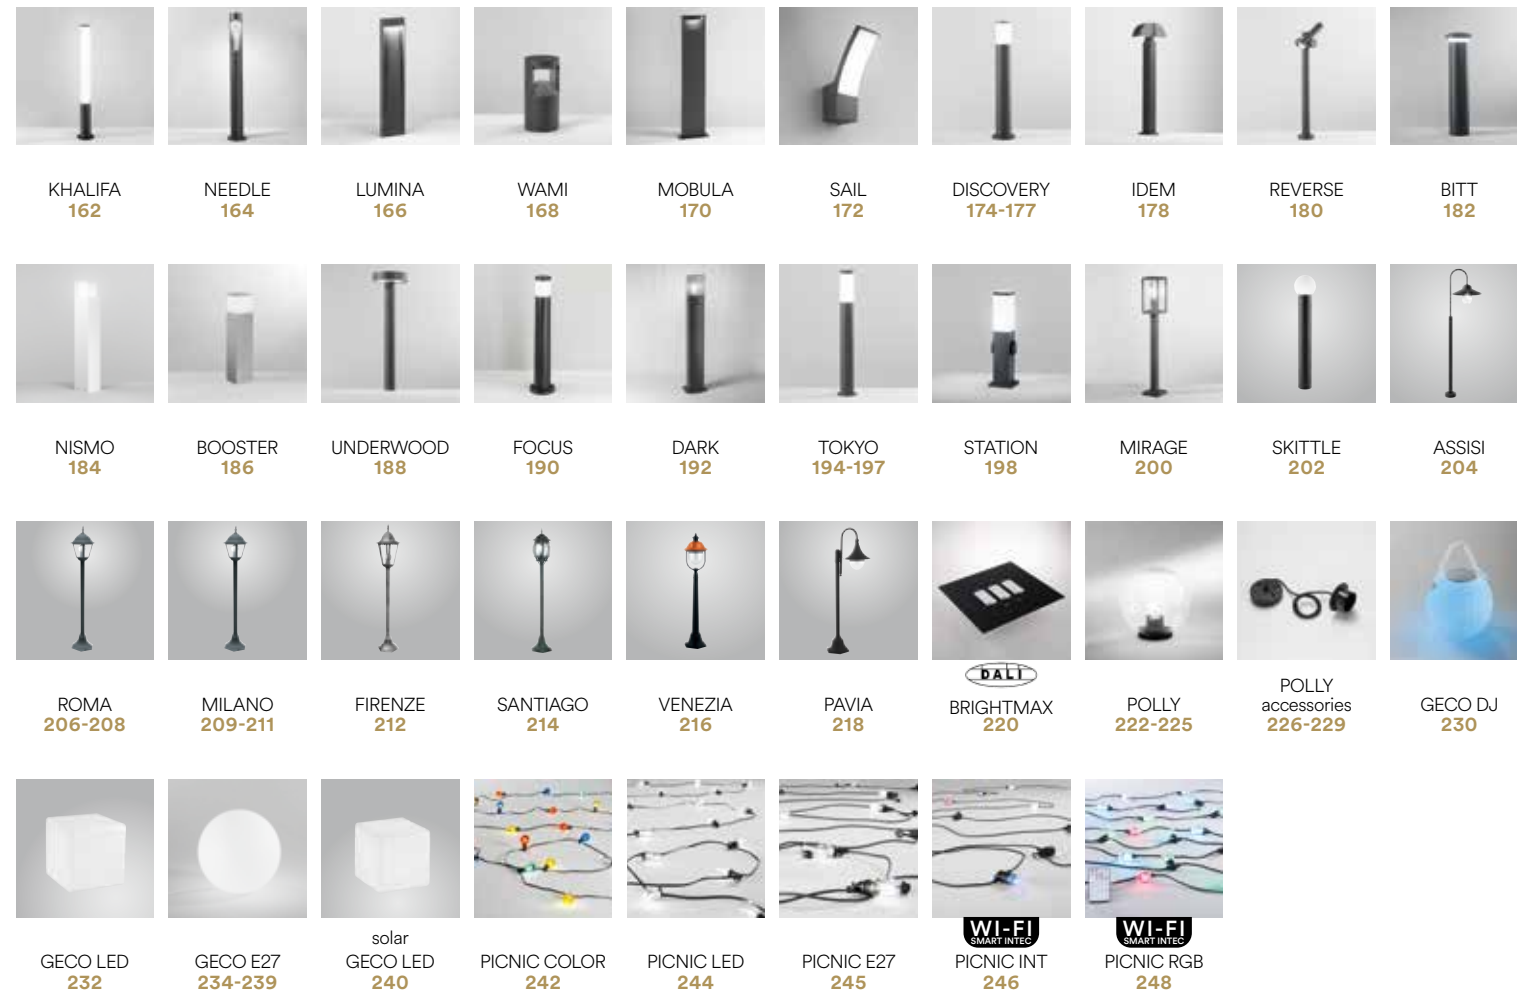 KHALIFA
162
NEEDLE
164
LUMINA
166
WAMI
168
MOBULA
170
SAIL
172
DISCOVERY
174-177
IDEM
178
REVERSE
180
BITT
182
NISMO
184
BOOSTER
186
UNDERWOOD
188
FOCUS
190
DARK
192
TOKYO
194-197
STATION
198
MIRAGE
200
SKITTLE
202
ASSISI
204
ROMA
206-208
MILANO
209-211
FIRENZE
212
SANTIAGO
214
VENEZIA
216
PAVIA
218
DALI
BRIGHTMAX
220
POLLY
222-225
POLLY
accessories
226-229
GECO DJ
230
GECO LED
232
GECO E27
234-239
solar
GECO LED
240
PICNIC COLOR
242
PICNIC LED
244
PICNIC E27
245
WI-FI
SMART INTEC
PICNIC INT
246
WI-FI
SMART INTEC
PICNIC RGB
248